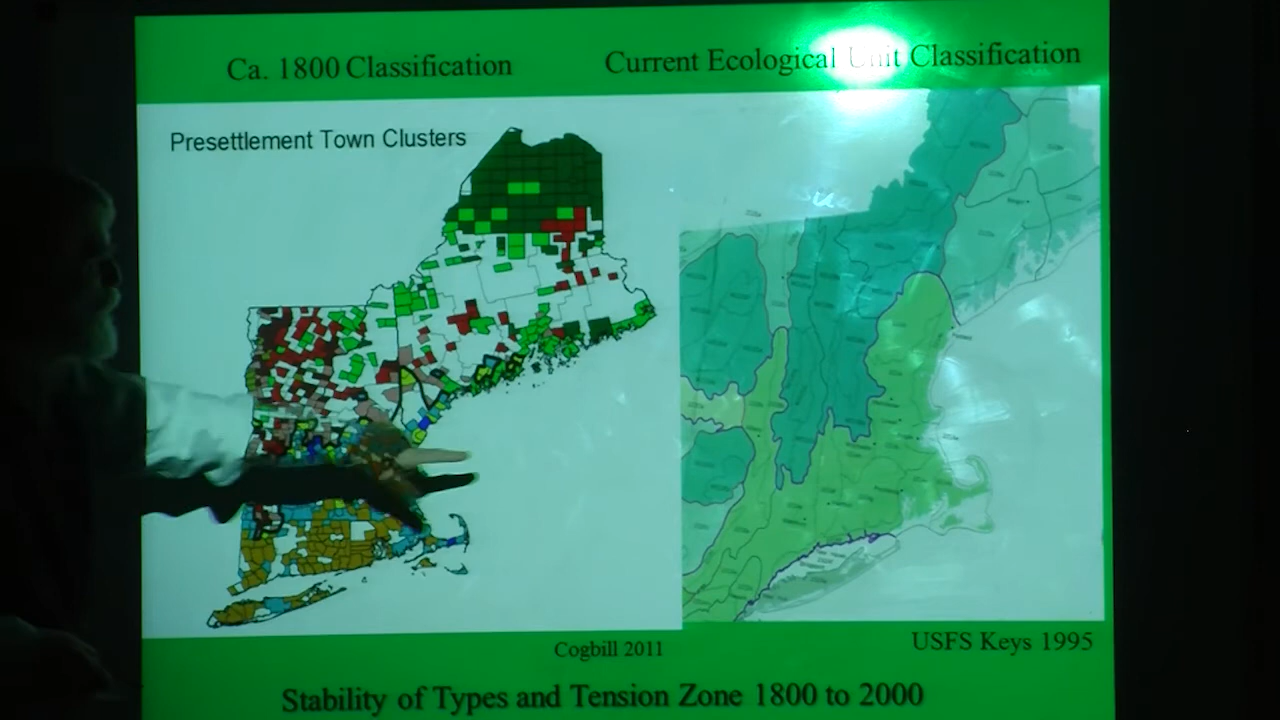 Ca. 1800 Classification
Current Ecological Unit Classification
Presettlement Town Clusters
Cogbill 2011
USFS Keys 1995
Stability of Types and Tension Zone 1800 to 2000